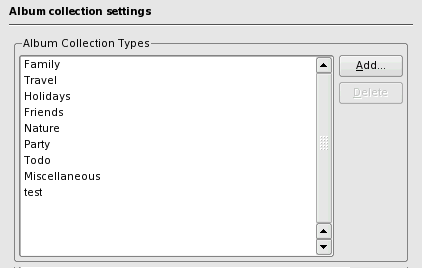 Album collection settings
Album Collection Types
Family
Travel
Holidays
Friends
Nature
Party
Todo
Miscellaneous
test
Add...
Delete